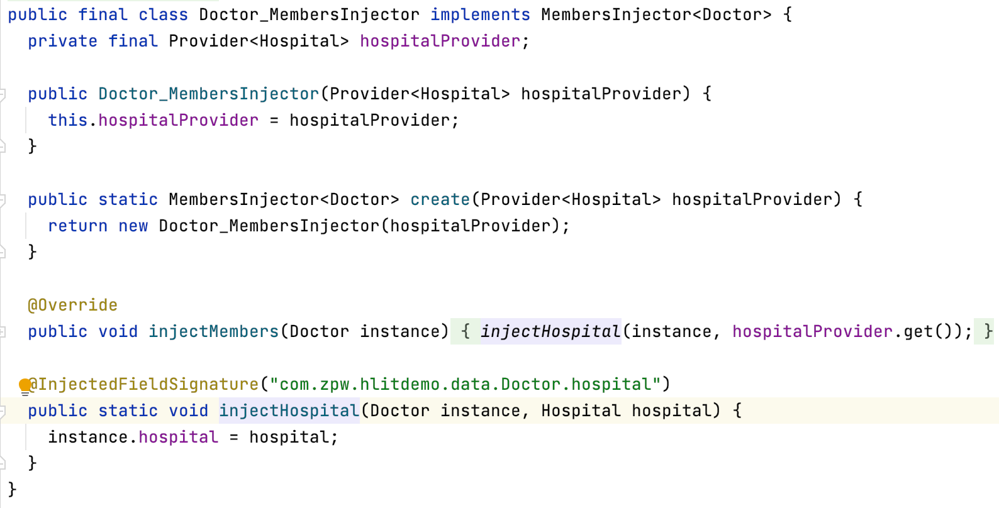 public final class Doctor_MembersInjector implements MembersInjector<Doctor> {
private final Provider<Hospital> hospitalProvider;
public Doctor_MembersInjector(Provider<Hospital> hospitalProvider) {
this.hospitalProvider = hospitalProvider;
}
public static MembersInjector<Doctor> create(Provider<Hospital> hospitalProvider) {
return new Doctor_MembersInjector(hospitalProvider);
}
@Override
public void injectMembers(Doctor instance) { injectHospital(instance, hospitalProvider.get()); }
@InjectedFieldSignature("com.zpw.hlitdemo.data.Doctor.hospital")
public static void injectHospital(Doctor instance, Hospital hospital) {
instance.hospital = hospital;
}
}